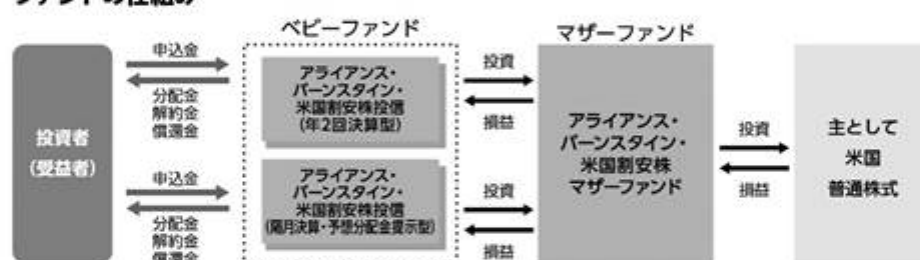 ファンドの仕組み
ベビーファンド
マザーファンド
投資者
(受益者)
申込金
分配金
解約金
償還金
アライアンス・
バーンスタイン・
米国割安株投信
(年2回決算型)
投資
損益
申込金
分配金
解約金
償還金
アライアンス・
バーンスタイン・
米国割安株投信
(隔月決算・予想分配金提示型)
投資
損益
アライアンス・
バーンスタイン・
米国割安株
マザーファンド
投資
損益
主として
米国
普通株式